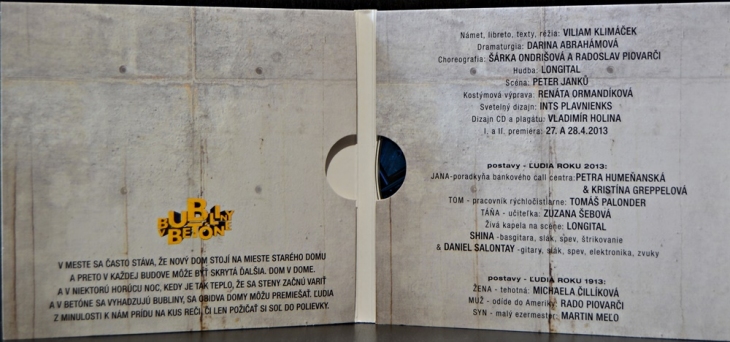 BUBLINY
V BETÓNE
V MESTE SA ČASTO STÁVA, ŽE NOVÝ DOM STOJÍ NA MIESTE STARÉHO DOMU
A PRETO V KAŽDEJ BUDOVE MÔŽE BYŤ SKRYTÁ ĎALŠIA. DOM V DOME.
A V NIEKTORÚ HORÚCU NOC, KEDY JE TAK TEPLO, ŽE SA STENY ZAČNÚ VARIŤ
A V BETÓNE SA VYHADZUJÚ BUBLINY, SA OBIDVA DOMY MÔŽU PREMIEŠAŤ. ĽUDIA
Z MINULOSTI K NÁM PRÍDU NA KUS REČI, ČI LEN POŽIČAŤ SI SOĽ DO POLIEVKY.
Námet, libreto, texty, réžia: VILIAM KLIMÁČEK
Dramaturgia: DARINA ABRAHÁMOVÁ
Choreografia: ŠÁRKA ONDRIŠOVÁ A RADOSLAV PIOVARČI
Hudba: LONGITAL
Scéna: PETER JANKŮ
Kostýmová výprava: RENÁTA ORMANDÍKOVÁ
Svetelný dizajn: INTS PLAVNIEKS
Dizajn CD a plagátu: VLADIMÍR HOLINA
I. a II. premiéra: 27. A 28.4.2013
postavy - ĽUDIA ROKU 2013:
JANA-poradkyňa bankového call centra:PETRA HUMEŇANSKÁ
& KRISTÍNA GREPPELOVÁ
TOM - pracovník rýchločistiarne: TOMÁŠ PALONDER
TÁŇA - učiteľka: ZUZANA ŠEBOVÁ
Živá kapela na scéne: LONGITAL
SHINA -basgitara, slák, spev, štrikovanie
& DANIEL SALONTAY -gitary, slák, spev, elektronika, zvuky
postavy - ĽUDIA ROKU 1913:
ŽENA - tehotná: MICHAELA ČILLÍKOVÁ
MUŽ - odíde do Ameriky: RADO PIOVARČI
SYN - malý ezermester: MARTIN MEĽO